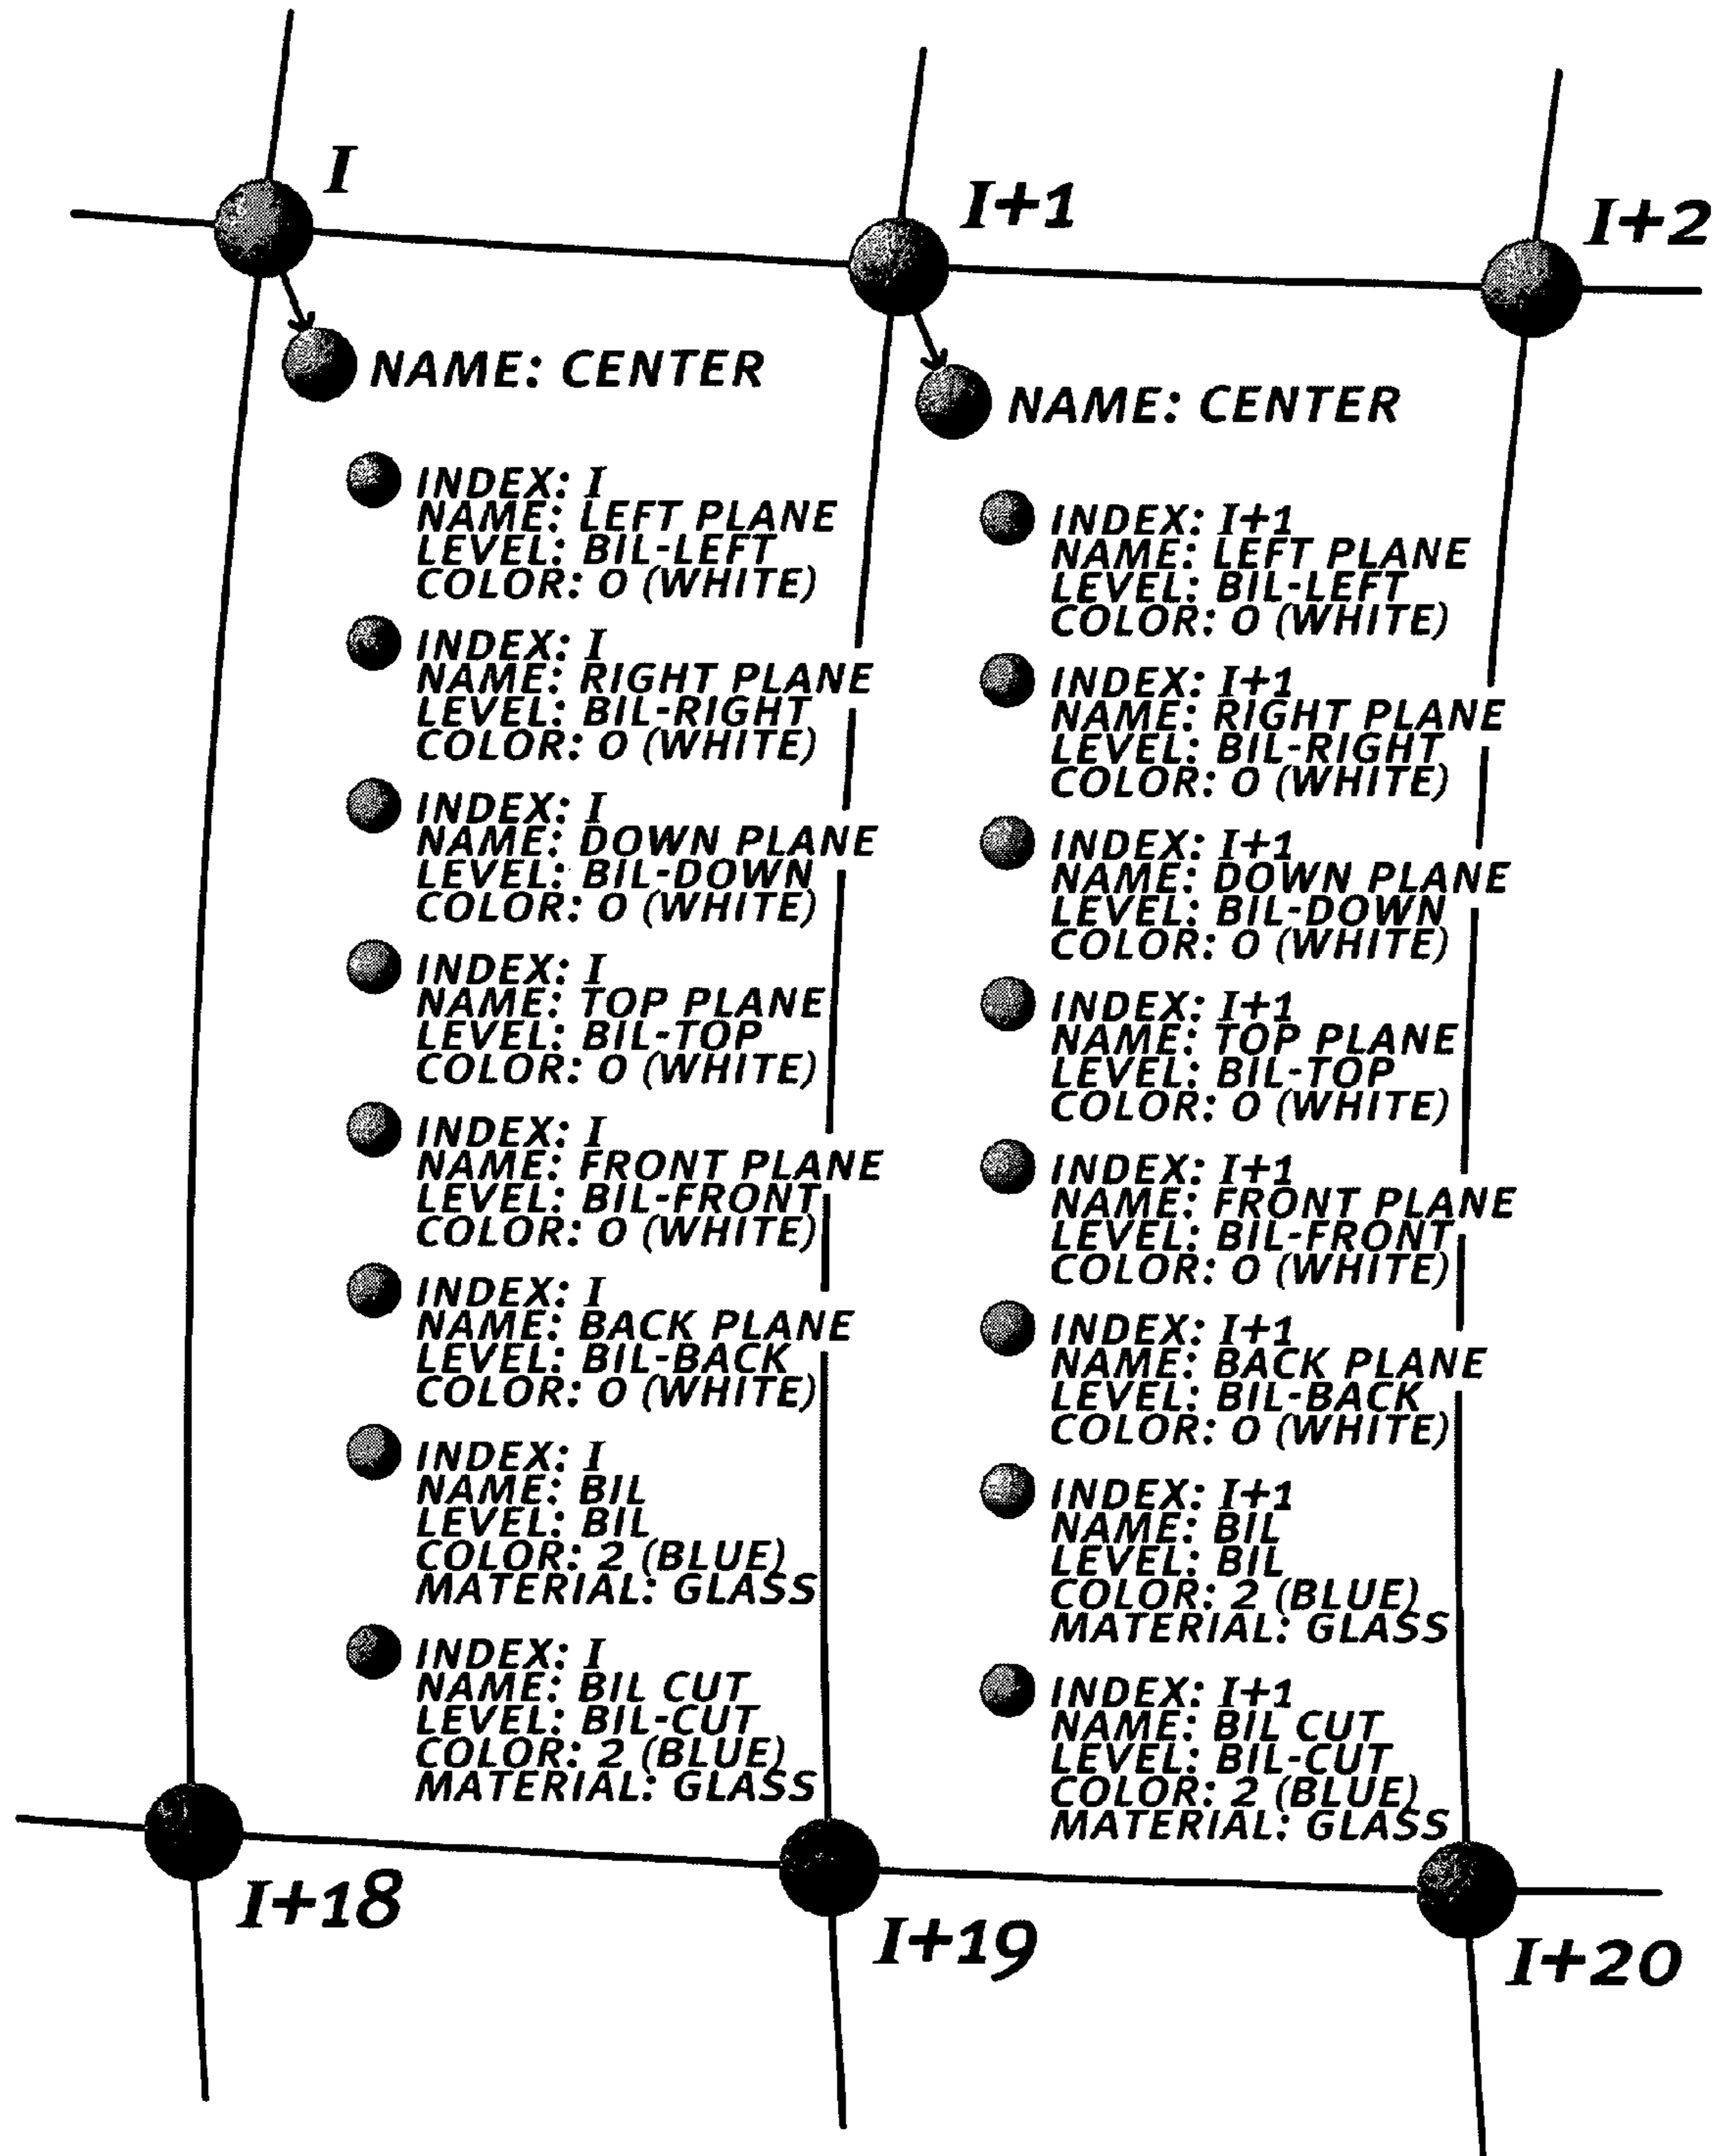 I
I+1
I+2
NAME: CENTER
INDEX: I
NAME: LEFT PLANE
LEVEL: BIL-LEFT
COLOR: 0 (WHITE)
INDEX: I
NAME: RIGHT PLANE
LEVEL: BIL-RIGHT
COLOR: 0 (WHITE)
INDEX: I
NAME: DOWN PLANE
LEVEL: BIL-DOWN
COLOR: 0 (WHITE)
INDEX: I
NAME: TOP PLANE
LEVEL: BIL-TOP
COLOR: 0 (WHITE)
INDEX: I
NAME: FRONT PLANE
LEVEL: BIL-FRONT
COLOR: 0 (WHITE)
INDEX: I
NAME: BACK PLANE
LEVEL: BIL-BACK
COLOR: 0 (WHITE)
INDEX: I
NAME: BIL
LEVEL: BIL
COLOR: 2 (BLUE)
MATERIAL: GLASS
INDEX: I
NAME: BIL CUT
LEVEL: BIL-CUT
COLOR: 2 (BLUE)
MATERIAL: GLASS
NAME: CENTER
INDEX: I+1
NAME: LEFT PLANE
LEVEL: BIL-LEFT
COLOR: 0 (WHITE)
INDEX: I+1
NAME: RIGHT PLANE
LEVEL: BIL-RIGHT
COLOR: 0 (WHITE)
INDEX: I+1
NAME: DOWN PLANE
LEVEL: BIL-DOWN
COLOR: 0 (WHITE)
INDEX: I+1
NAME: TOP PLANE
LEVEL: BIL-TOP
COLOR: 0 (WHITE)
INDEX: I+1
NAME: FRONT PLANE
LEVEL: BIL-FRONT
COLOR: 0 (WHITE)
INDEX: I+1
NAME: BACK PLANE
LEVEL: BIL-BACK
COLOR: 0 (WHITE)
INDEX: I+1
NAME: BIL
LEVEL: BIL
COLOR: 2 (BLUE)
MATERIAL: GLASS
INDEX: I+1
NAME: BIL CUT
LEVEL: BIL-CUT
COLOR: 2 (BLUE)
MATERIAL: GLASS
I+18
I+19
I+20